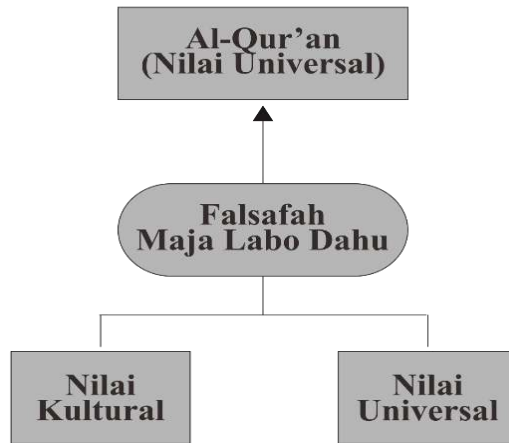 Al-Qur’an
(Nilai Universal)
Falsafah
Maja Labo Dahu
Nilai
Kultural
Nilai
Universal